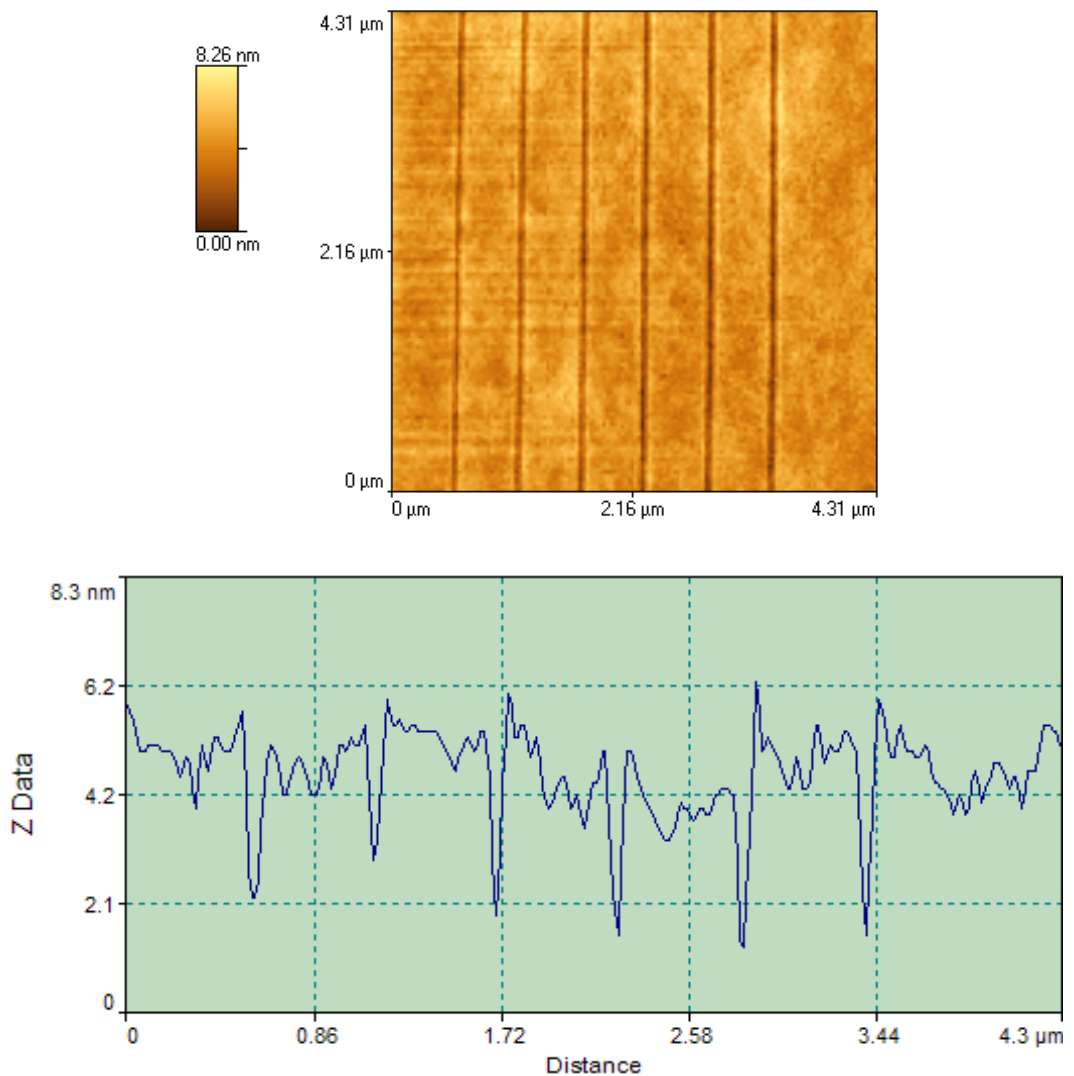 4.31 µm
8.26 nm
0.00 nm
2.16 µm
0 µm
0 µm 2.16 µm 4.31 µm
8.3 nm
6.2
4.2
2.1
0
Z Data
0 0.86 1.72 2.58 3.44 4.3 µm
Distance